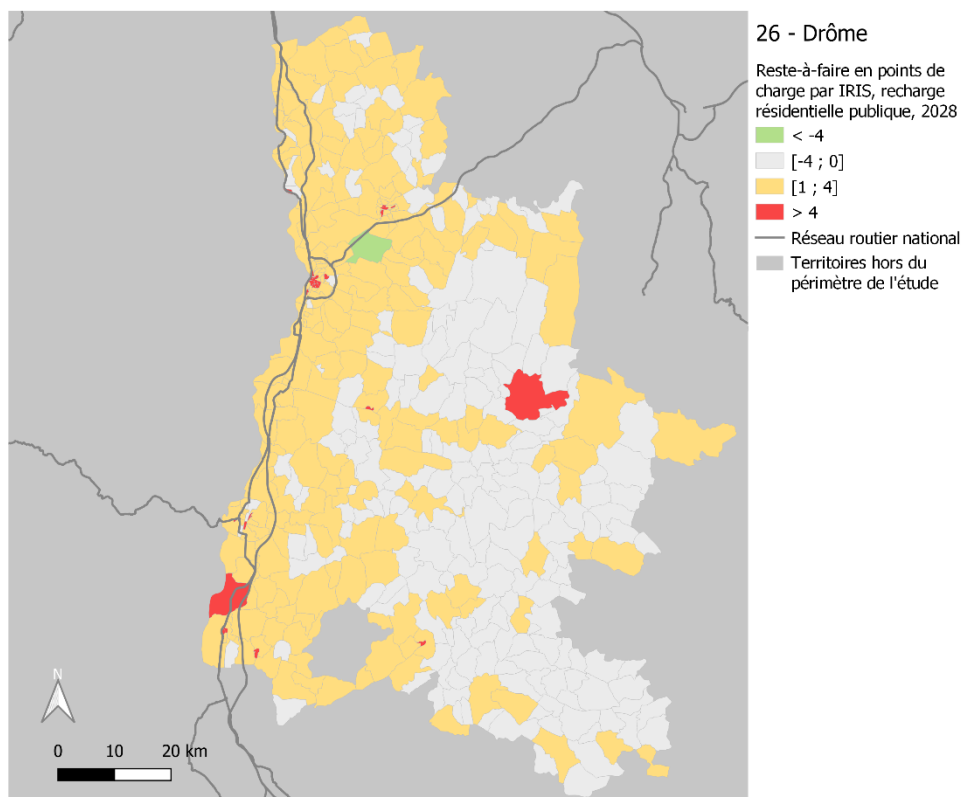 26 - Drôme
Reste-à-faire en points de
charge par IRIS, recharge
résidentielle publique, 2028
< -4
[-4 ; 0]
[1 ; 4]
> 4
Réseau routier national
Territoires hors du
périmètre de l'étude
N
0 10 20 km